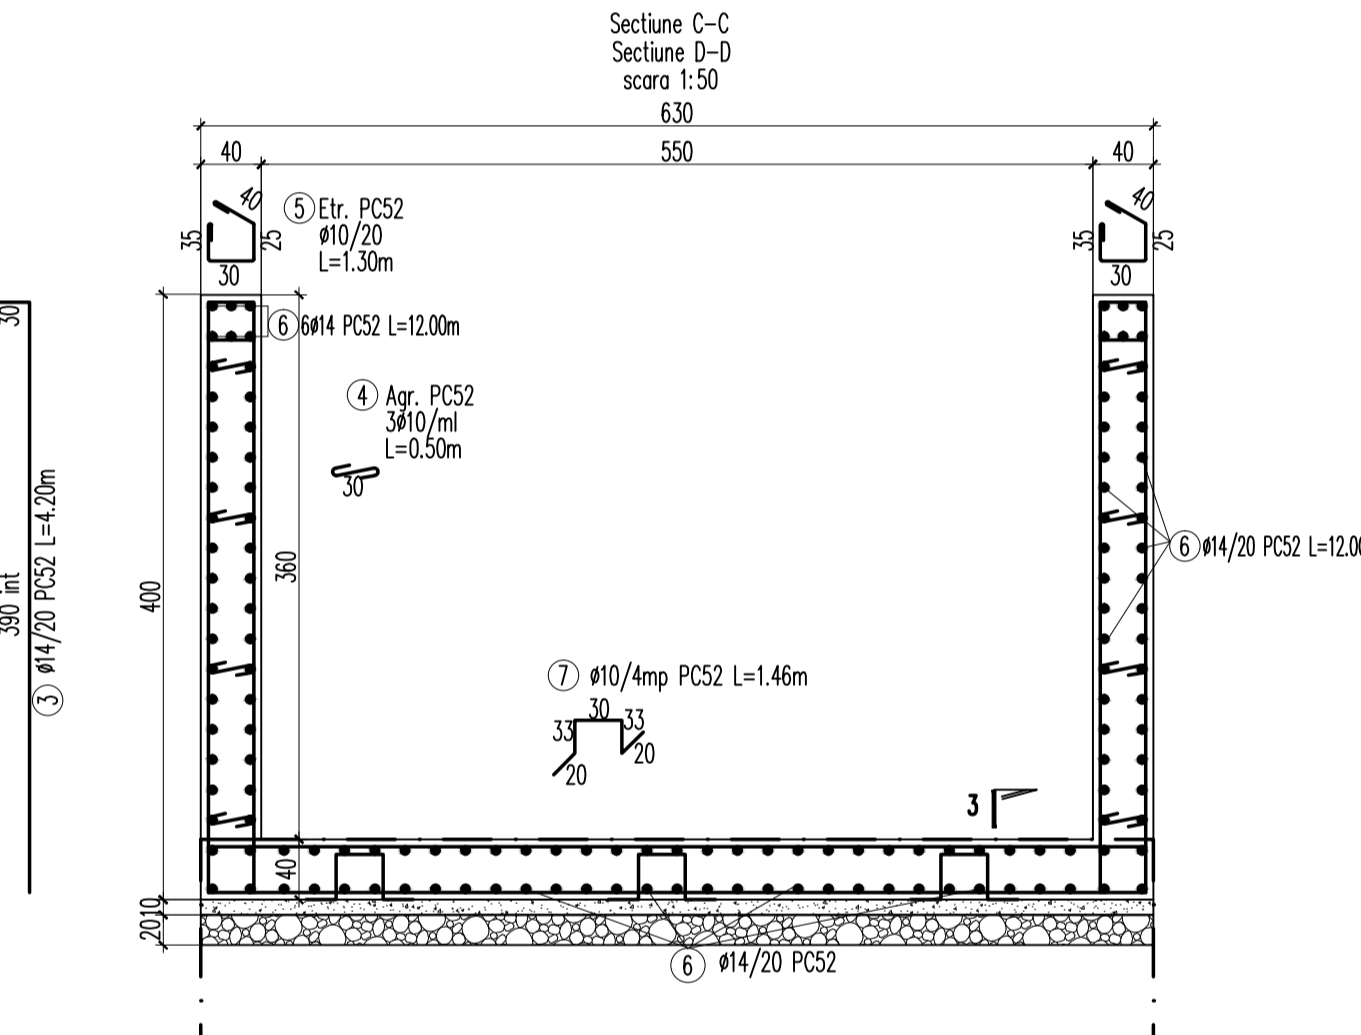 Sectiune C-C
Sectiune D-D
scara 1:50
630
40
550
40
40
5 Etr. PC52
ø10/20
L=1.30m
35
25
30
40
35
25
30
30
6 6ø14 PC52 L=12.00m
4 Agr. PC52
3ø10/ml
L=0.50m
30
3 ø14/20 PC52 L=4.20m
390 int
400
360
6 ø14/20 PC52 L=12.00
7 ø10/4mp PC52 L=1.46m
30
33
33
20
20
3
40
10
20
6 ø14/20 PC52